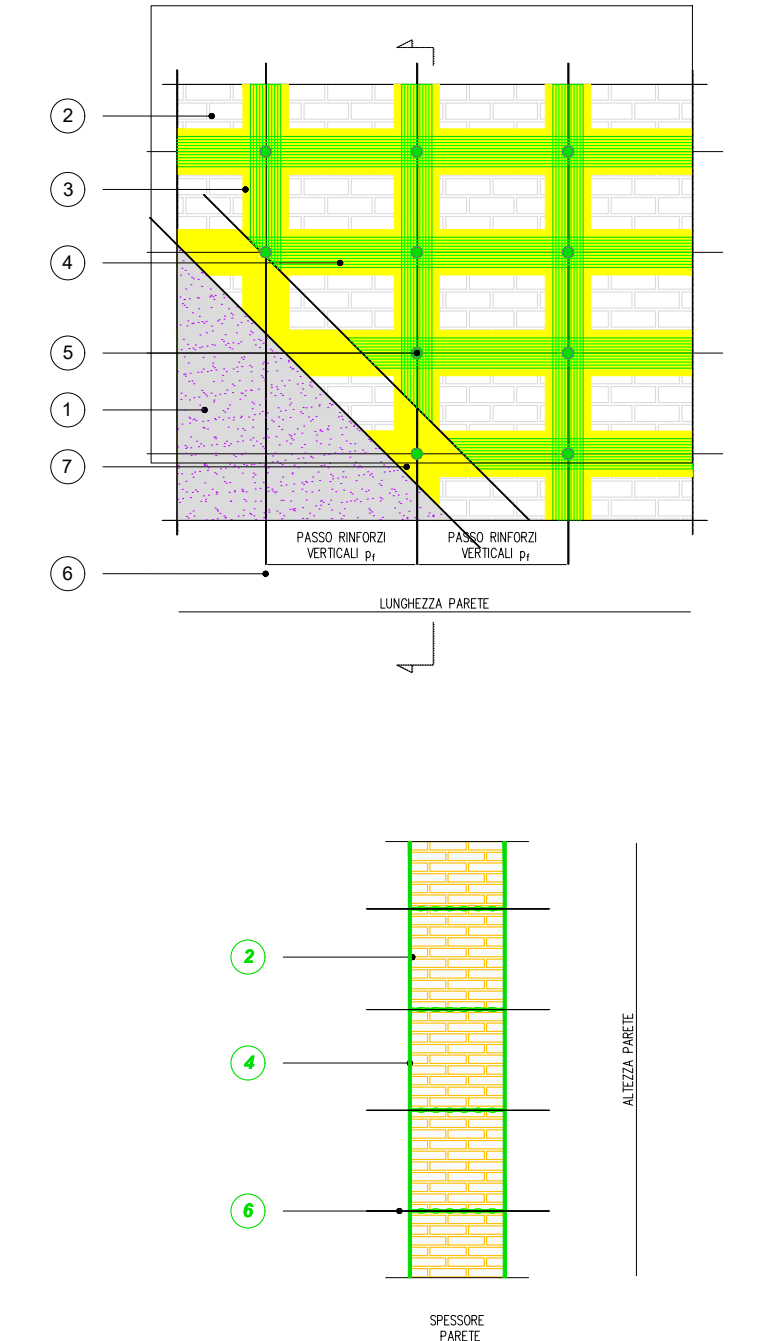 2
3
4
5
1
7
PASSO RINFORZI
VERTICALI pf
PASSO RINFORZI
VERTICALI pf
6
LUNGHEZZA PARETE
2
4
6
ALTEZZA PARETE
SPESSORE
PARETE